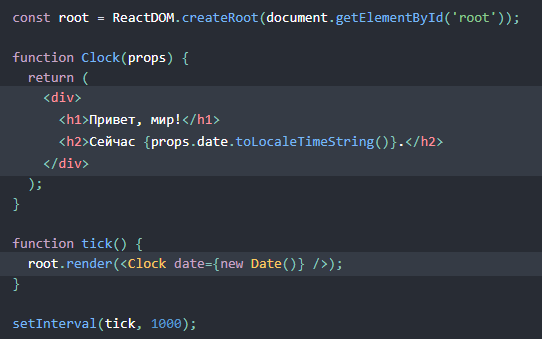 const root = ReactDOM.createRoot(document.getElementById('root'));
function Clock(props) {
return (
<div>
<h1>Привет, мир!</h1>
<h2>Сейчас {props.date.toLocaleTimeString()}.</h2>
</div>
);
}
function tick() {
root.render(<Clock date={new Date()} />);
}
setInterval(tick, 1000);